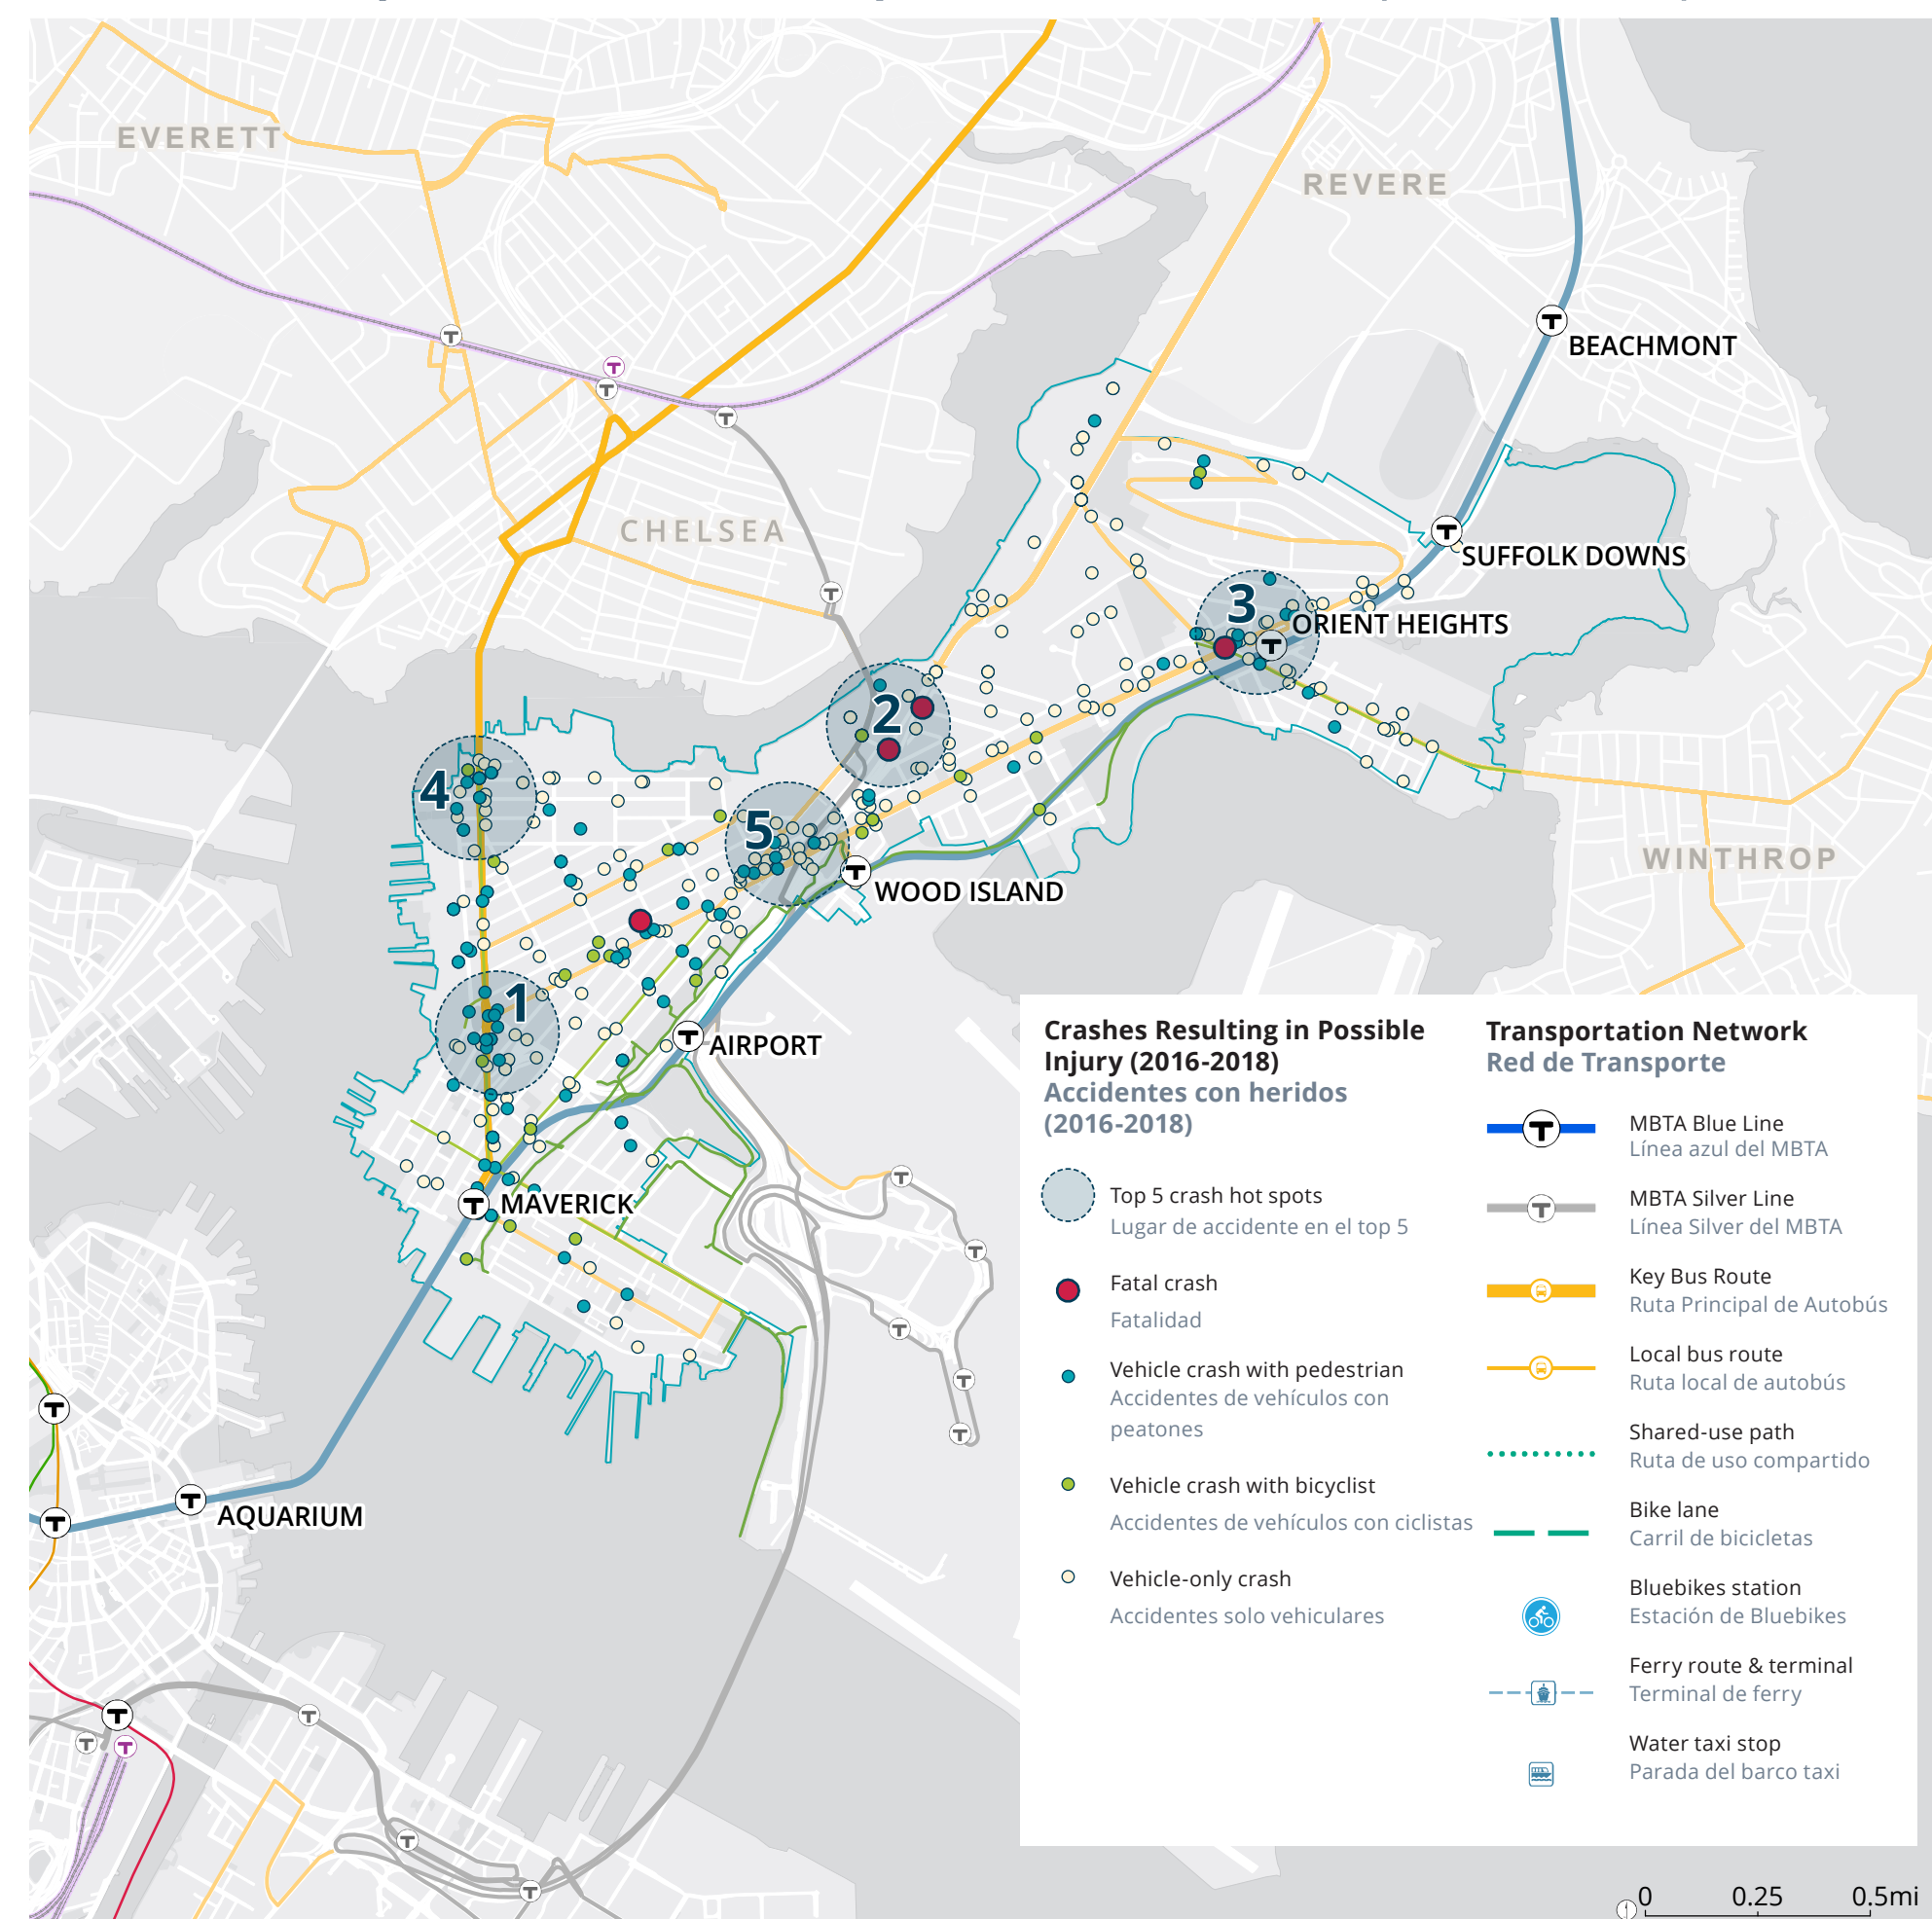 EVERETT
REVERE
BEACHMONT
CHELSEA
SUFFOLK DOWNS
3
ORIENT HEIGHTS
2
4
5
WINTHROP
WOOD ISLAND
1
AIRPORT
MAVERICK
AQUARIUM
Crashes Resulting in Possible
Injury (2016-2018)
Accidentes con heridos
(2016-2018)
Top 5 crash hot spots
Lugar de accidente en el top 5
Fatal crash
Fatalidad
Vehicle crash with pedestrian
Accidentes de vehículos con
peatones
Vehicle crash with bicyclist
Accidentes de vehículos con ciclistas
Vehicle-only crash
Accidentes solo vehiculares
Transportation Network
Red de Transporte
T MBTA Blue Line
Línea azul del MBTA
T MBTA Silver Line
Línea Silver del MBTA
Key Bus Route
Ruta Principal de Autobús
Local bus route
Ruta local de autobús
Shared-use path
Ruta de uso compartido
Bike lane
Carril de bicicletas
Bluebikes station
Estación de Bluebikes
Ferry route & terminal
Terminal de ferry
Water taxi stop
Parada del barco taxi
0 0.25 0.5mi